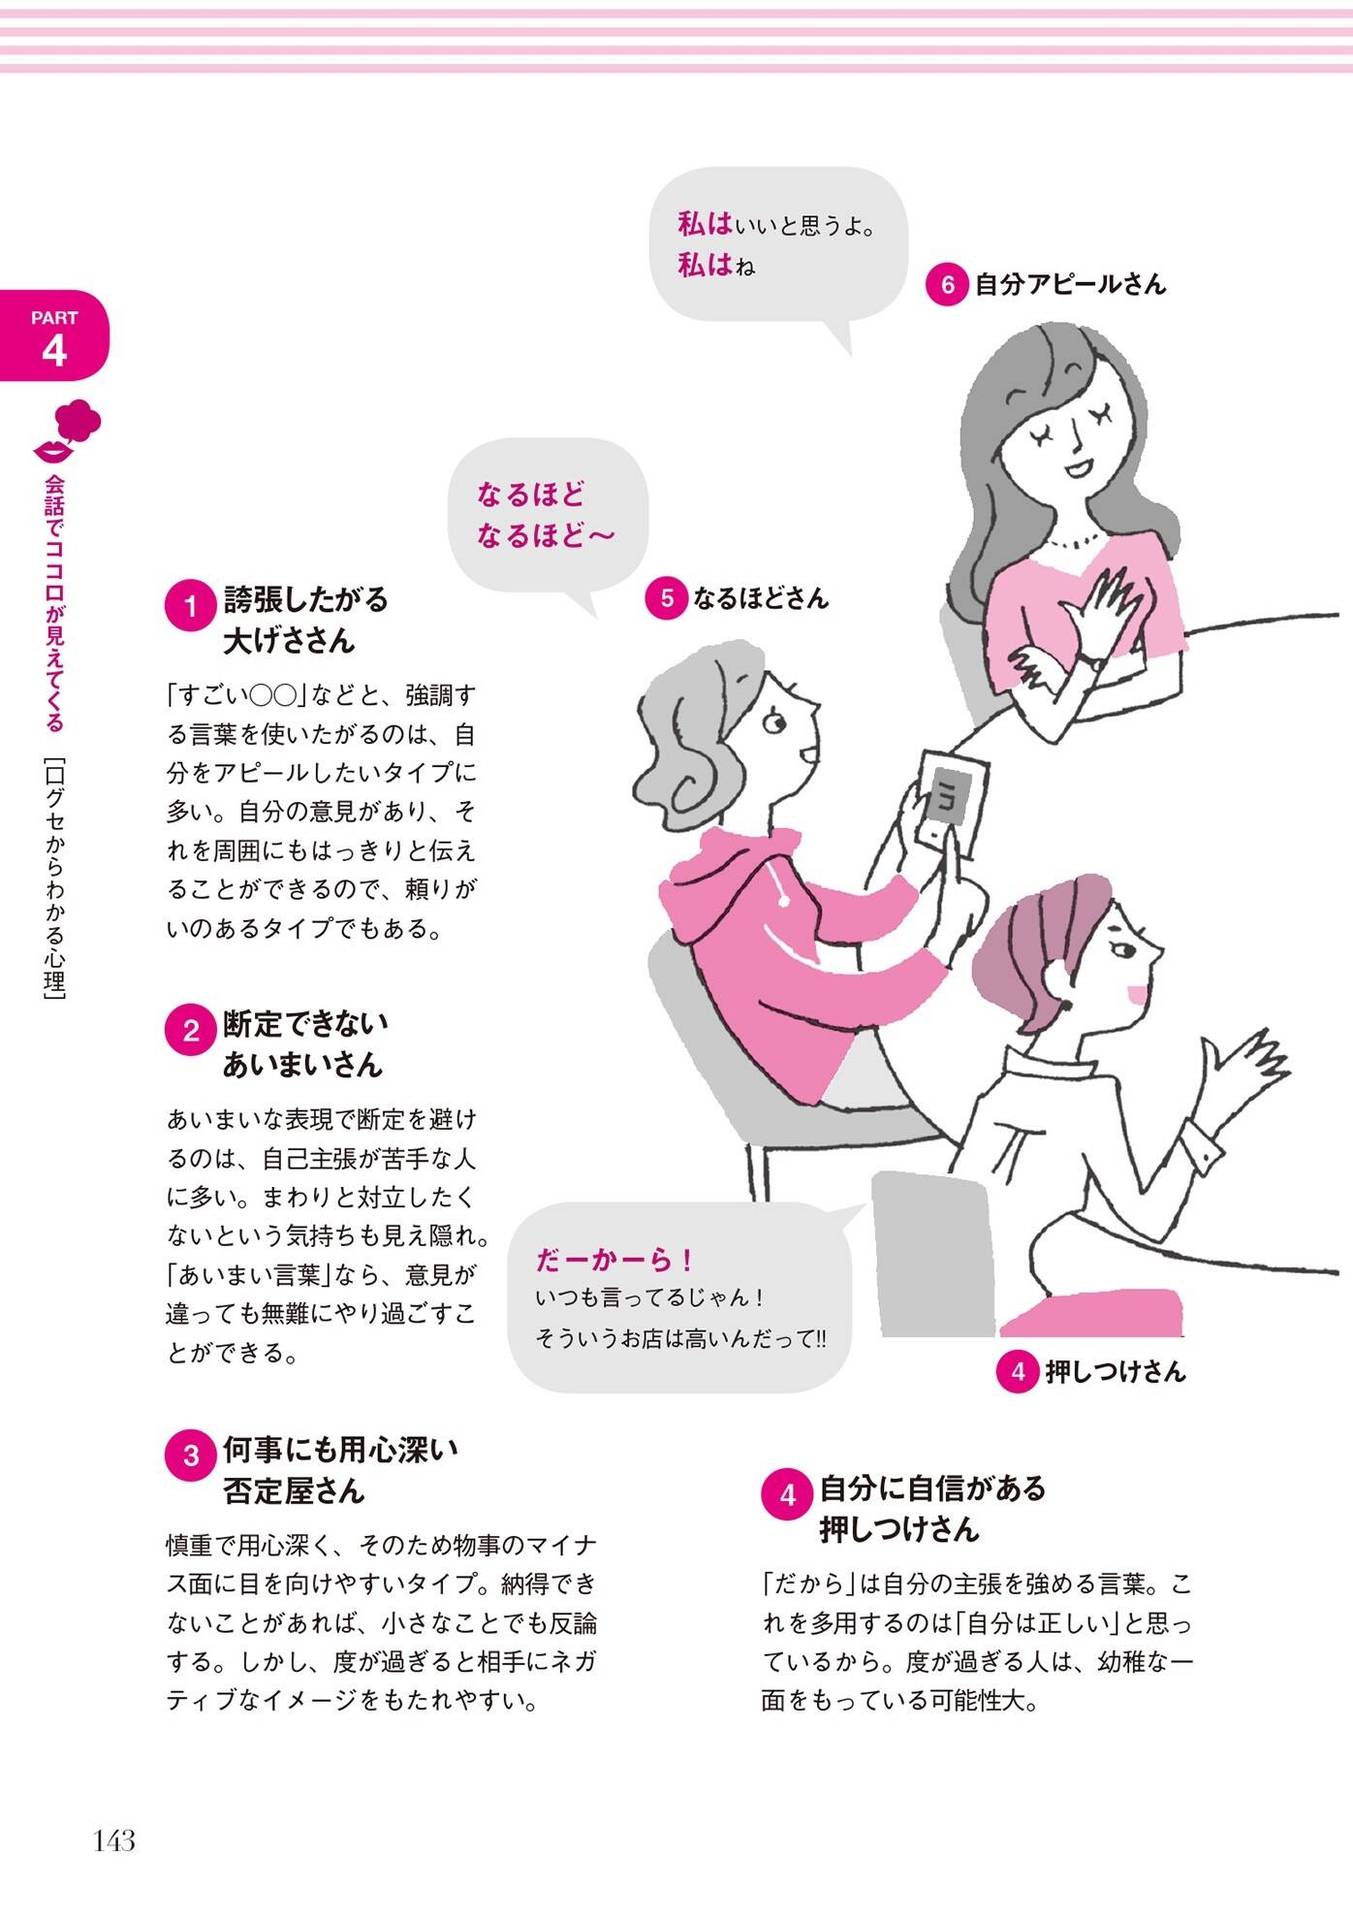 PART
4
会話でココロが見えてくる
[口グセからわかる心理]
私はいいと思うよ。
私はね
6 自分アピールさん
なるほど
なるほど〜
5 なるほどさん
1 誇張したがる
大げささん
「すごい○○」などと、強調す
る言葉を使いたがるのは、自
分をアピールしたいタイプに
多い。自分の意見があり、そ
れを周囲にもはっきりと伝え
ることができるので、頼りが
いのあるタイプでもある。
2 断定できない
あいまいさん
あいまいな表現で断定を避け
るのは、自己主張が苦手な人
に多い。まわりと対立したく
ないという気持ちも見え隠れ。
「あいまい言葉」なら、意見が
違っても無難にやり過ごすこ
とができる。
だーかーら！
いつも言ってるじゃん！
そういうお店は高いんだって!!
4 押しつけさん
3 何事にも用心深い
否定屋さん
慎重で用心深く、そのため物事のマイナ
ス面に目を向けやすいタイプ。納得でき
ないことがあれば、小さなことでも反論
する。しかし、度が過ぎると相手にネガ
ティブなイメージをもたれやすい。
4 自分に自信がある
押しつけさん
「だから」は自分の主張を強める言葉。こ
れを多用するのは「自分は正しい」と思っ
ているから。度が過ぎる人は、幼稚な一
面をもっている可能性大。
143